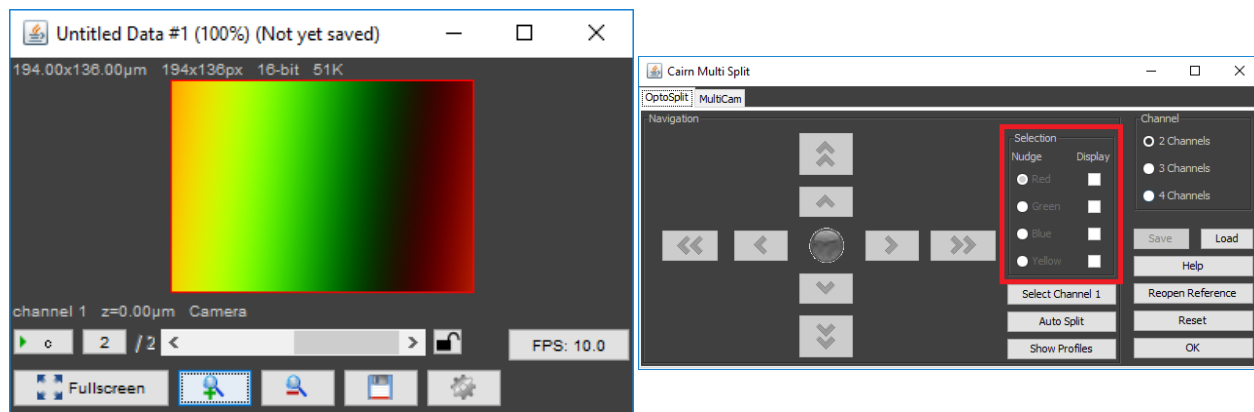 Untitled Data #1 (100%) (Not yet saved)
194.00x136.00µm 194x136px 16-bit 51K
channel 1 z=0.00µm Camera
c 2 / 2 FPS: 10.0
Fullscreen
Cairn Multi Split
OptoSplit MultiCam
Navigation
Selection
Nudge Display
Red
Green
Blue
Yellow
Select Channel 1
Auto Split
Show Profiles
Channel
2 Channels
3 Channels
4 Channels
Save Load
Help
Reopen Reference
Reset
OK